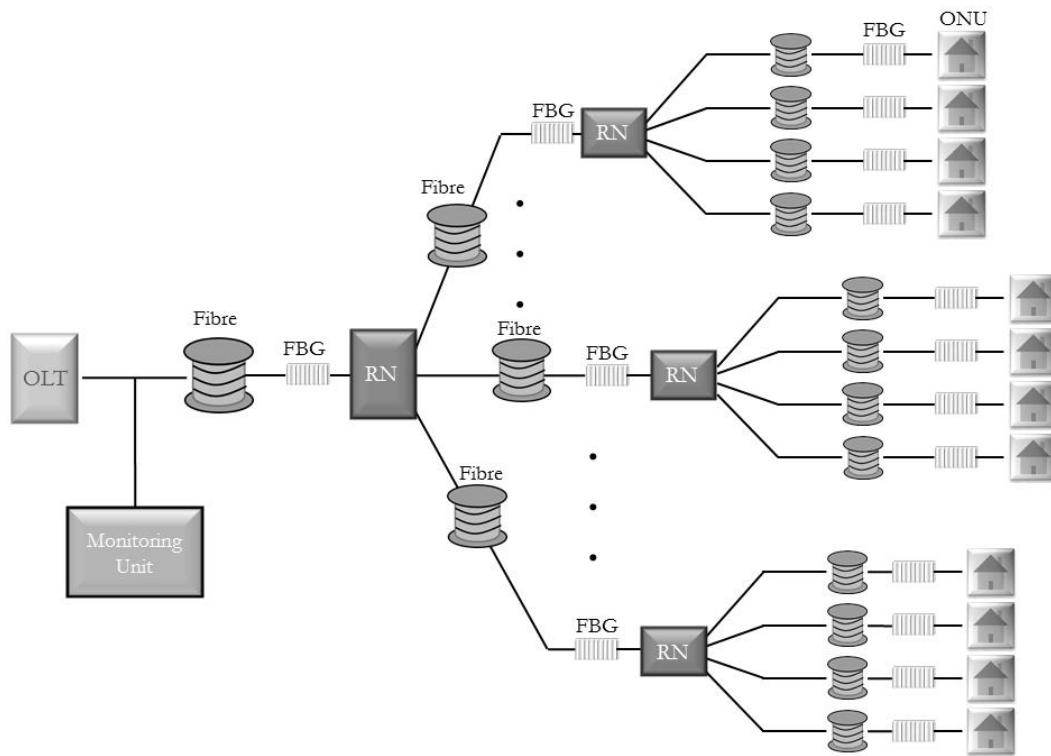 ONU
FBG
FBG
RN
Fibre
Fibre
FBG
RN
Fibre
FBG
RN
OLT
Fibre
Monitoring
Unit
FBG
RN